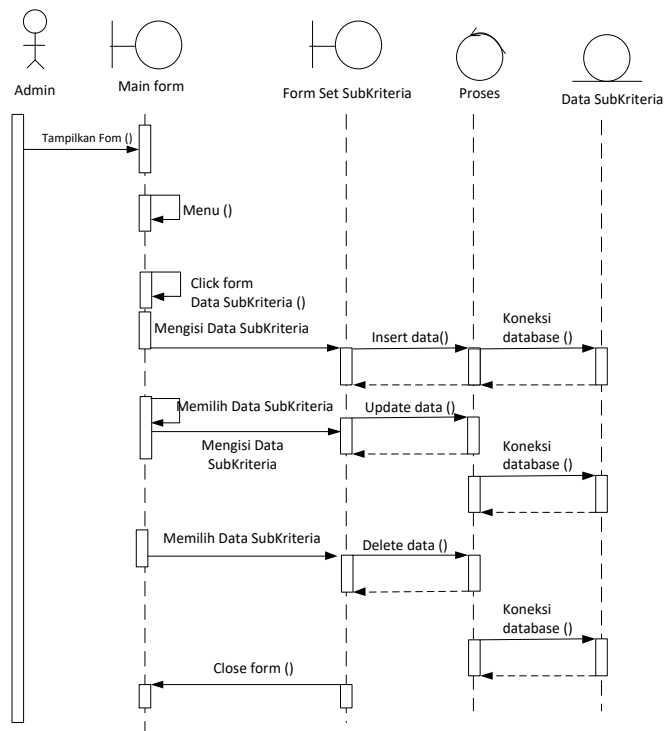 Admin
Main form
Form Set SubKriteria
Proses
Data SubKriteria
Tampilkan Fom ()
Menu ()
Click form
Data SubKriteria ()
Mengisi Data SubKriteria
Insert data()
Koneksi
database ()
Memilih Data SubKriteria
Update data ()
Mengisi Data
SubKriteria
Koneksi
database ()
Memilih Data SubKriteria
Delete data ()
Koneksi
database ()
Close form ()